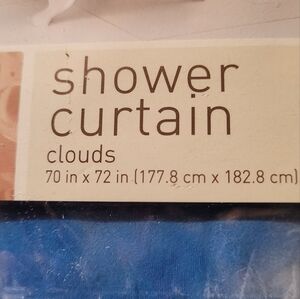 shower
curtain
clouds
70 in x 72 in (177.8 cm x 182.8 cm)